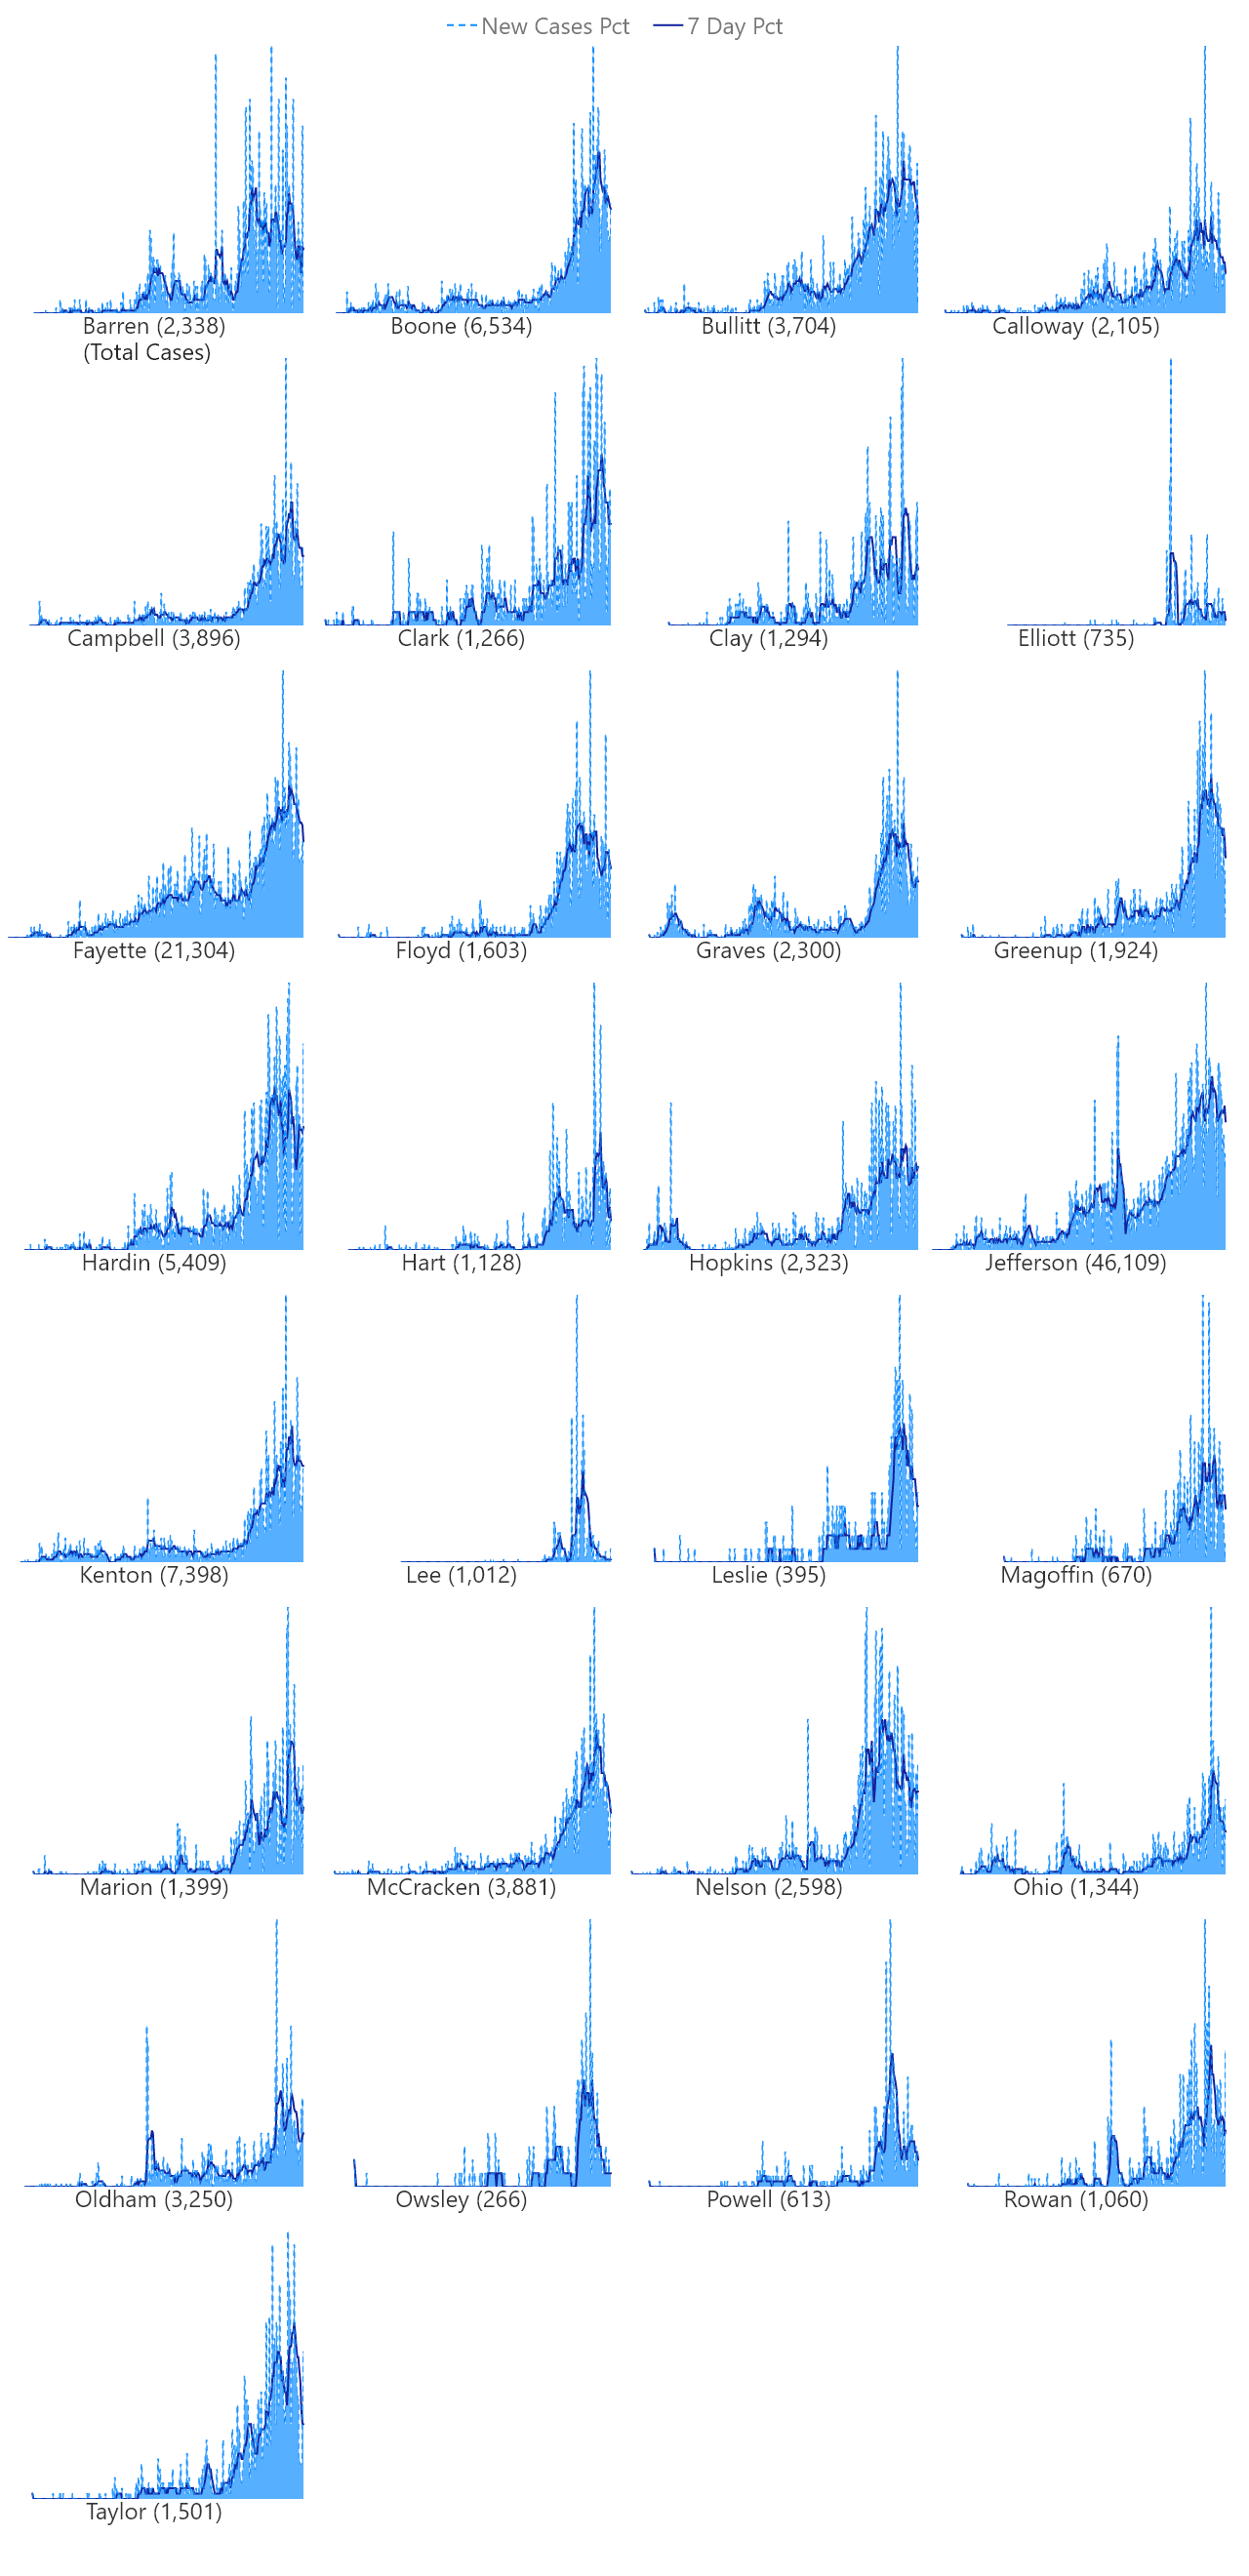 New Cases Pct 7 Day Pct
Barren (2,338) Boone (6,534) Bullitt (3,704) Calloway (2,105)
(Total Cases)
Campbell (3,896) Clark (1,266) Clay (1,294) Elliott (735)
Fayette (21,304) Floyd (1,603) Graves (2,300) Greenup (1,924)
Hardin (5,409) Hart (1,128) Hopkins (2,323) Jefferson (46,109)
Kenton (7,398) Lee (1,012) Leslie (395) Magoffin (670)
Marion (1,399) McCracken (3,881) Nelson (2,598) Ohio (1,344)
Oldham (3,250) Owsley (266) Powell (613) Rowan (1,060)
Taylor (1,501)